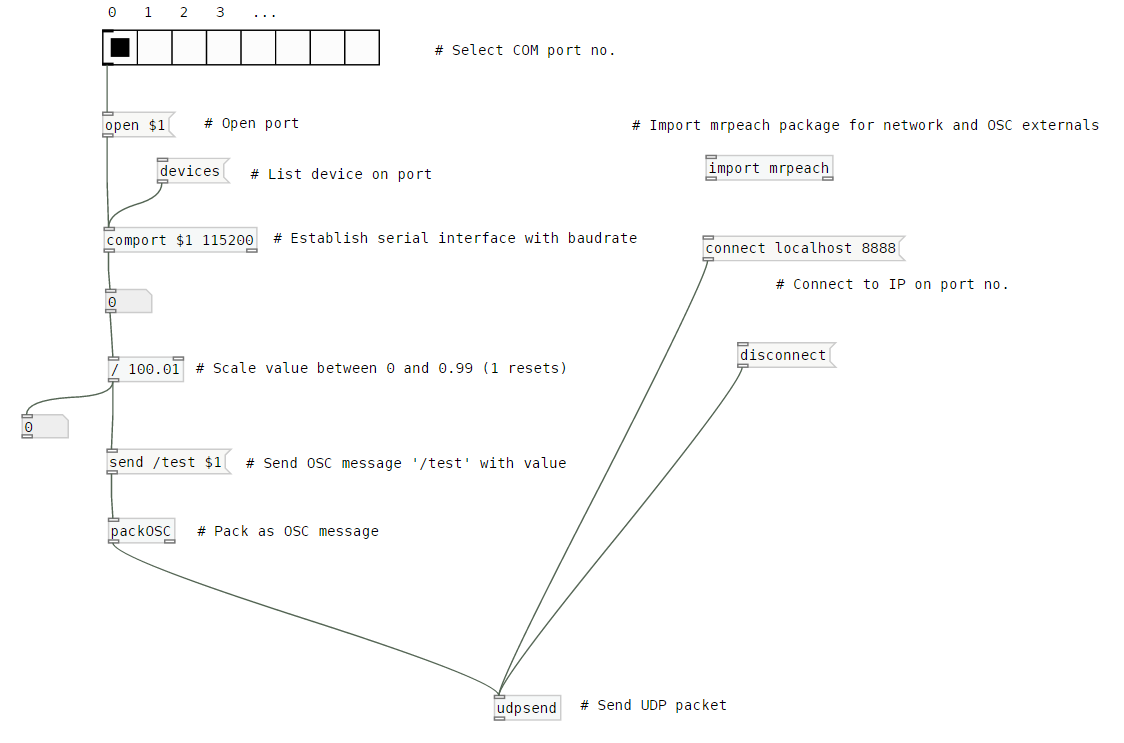 0 1 2 3 ...
# Select COM port no.
open $1
# Open port
# Import mrpeach package for network and OSC externals
devices
# List device on port
import mrpeach
comport $1 115200
# Establish serial interface with baudrate
connect localhost 8888
# Connect to IP on port no.
0
/ 100.01
# Scale value between 0 and 0.99 (1 resets)
disconnect
0
send /test $1
# Send OSC message '/test' with value
packOSC
# Pack as OSC message
udpsend
# Send UDP packet